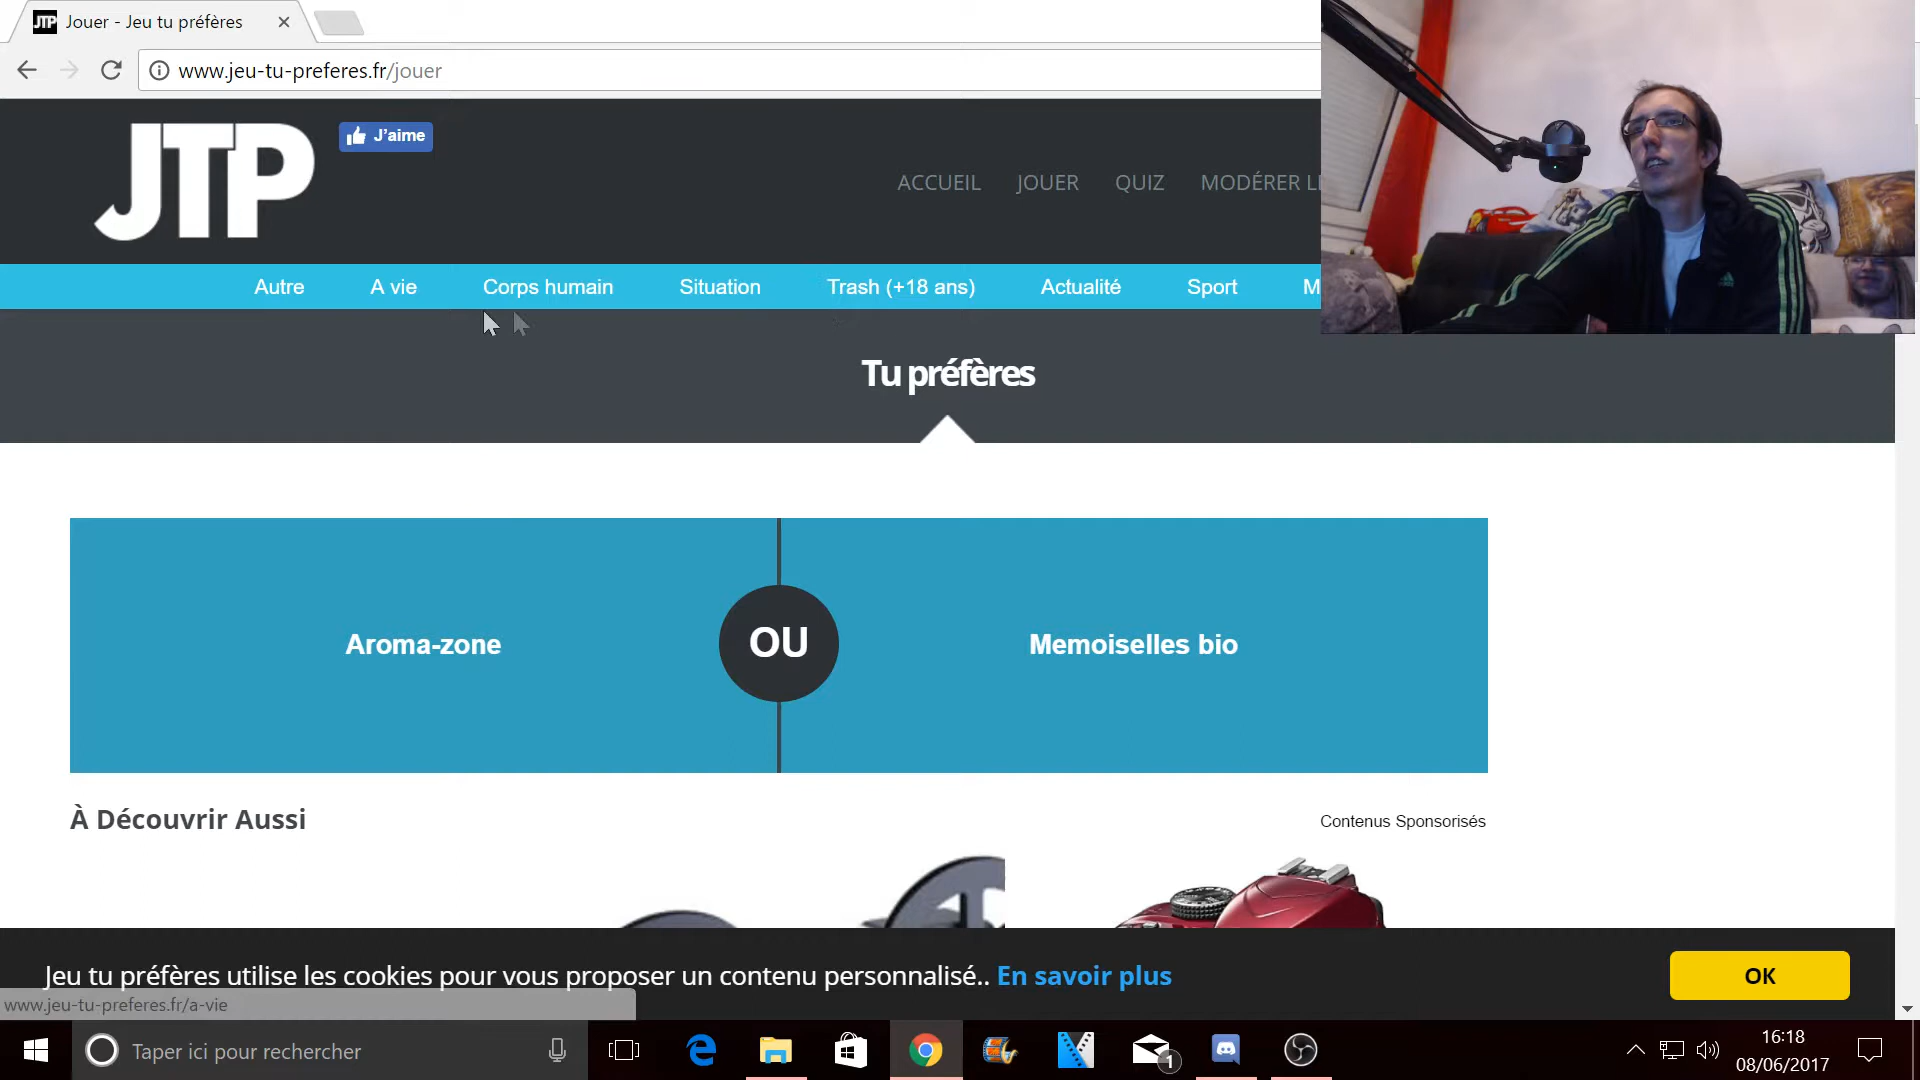 JTP Jouer - Jeu tu préfères
www.jeu-tu-preferes.fr/jouer
JTP
J'aime
ACCUEIL JOUER QUIZ MODÉRER LE
Autre A vie Corps humain Situation Trash (+18 ans) Actualité Sport M
Tu préfères
Aroma-zone OU Memoiselles bio
À Découvrir Aussi
Contenus Sponsorisés
Jeu tu préfères utilise les cookies pour vous proposer un contenu personnalisé.. En savoir plus
OK
www.jeu-tu-preferes.fr/a-vie
Taper ici pour rechercher
1
16:18
08/06/2017